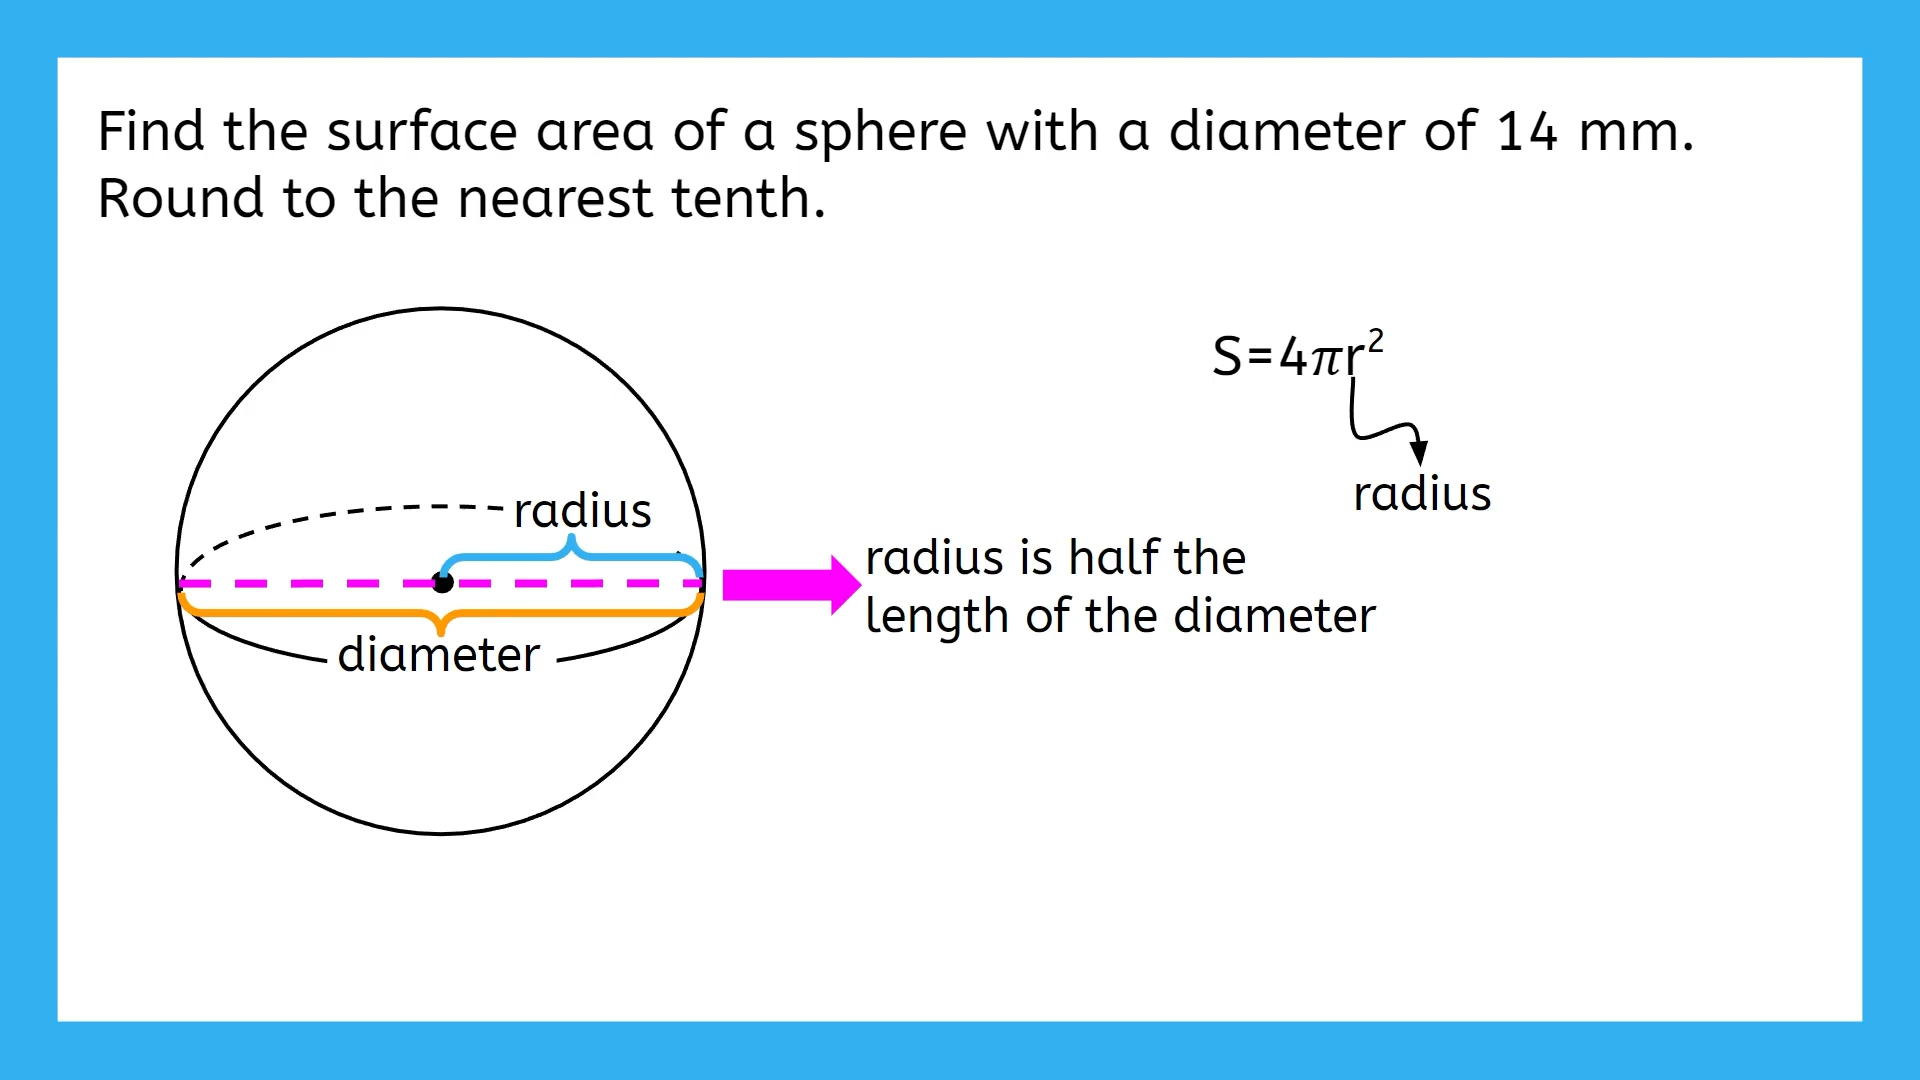 Find the surface area of a sphere with a diameter of 14 mm.
Round to the nearest tenth.
S=4πr²
radius
radius
radius is half the
length of the diameter
diameter